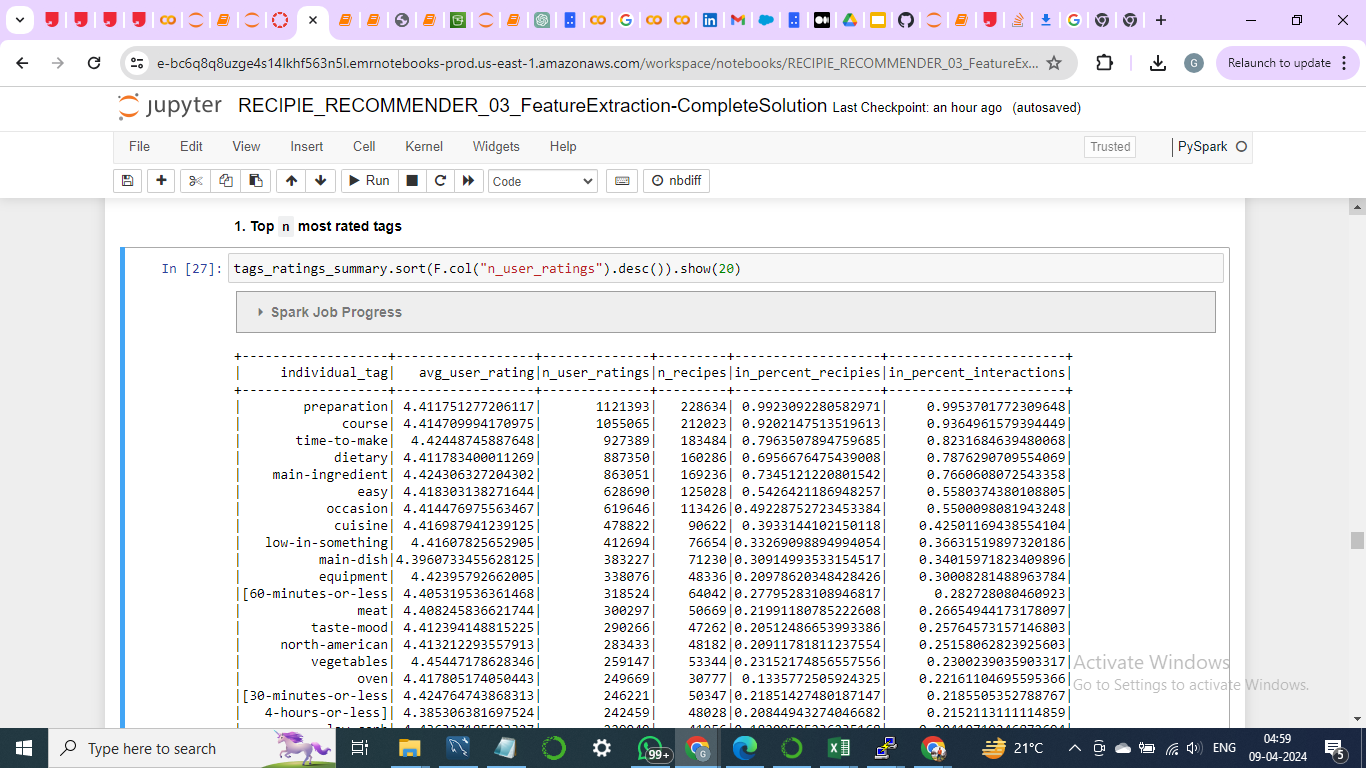 e-bc6q8q8uzge4s14lkhf563n5l.emrnotebooks-prod.us-east-1.amazonaws.com/workspace/notebooks/RECIPIE_RECOMMENDER_03_FeatureEx...
G
Relaunch to update
jupyter RECIPIE_RECOMMENDER_03_FeatureExtraction-CompleteSolution Last Checkpoint: an hour ago (autosaved)
File Edit View Insert Cell Kernel Widgets Help Trusted PySpark
Run Code nbdiff
1. Top n most rated tags
In [27]: tags_ratings_summary.sort(F.col("n_user_ratings").desc()).show(20)
Spark Job Progress
+-------------------+-----------------+--------------+---------+-------------------+----------------------+
| individual_tag| avg_user_rating|n_user_ratings|n_recipes|in_percent_recipies|in_percent_interactions|
+-------------------+-----------------+--------------+---------+-------------------+----------------------+
| preparation| 4.411751277206117| 1121393| 228634| 0.9923092280582971| 0.9953701772309648|
| course| 4.414709994170975| 1055065| 212023| 0.9202147513519613| 0.9364961579394449|
| time-to-make| 4.42448745887648| 927389| 183484| 0.7963507894759685| 0.8231684639480068|
| dietary| 4.411783400011269| 887350| 160286| 0.6956676475439008| 0.7876290709554069|
| main-ingredient| 4.424306327204302| 863051| 169236| 0.7345121220801542| 0.7660608072543358|
| easy| 4.418303138271644| 628690| 125028| 0.5426421186948257| 0.5580374380108805|
| occasion| 4.414476975563467| 619646| 113426|0.49228752723453384| 0.5500098081943248|
| cuisine| 4.416987941239125| 478822| 90622| 0.3933144102150118| 0.42501169438554104|
| low-in-something| 4.41607825652905| 412694| 76654|0.33269098894994054| 0.36631519897320186|
| main-dish|4.3960733455628125| 383227| 71230|0.30914993533154517| 0.34015971823409896|
| equipment| 4.42395792662005| 338076| 48336|0.20978620348428426| 0.30008281488963784|
|[60-minutes-or-less| 4.405319536361468| 318524| 64042|0.27795283108946817| 0.282728080460923|
| meat| 4.408245836621744| 300297| 50669|0.21991180785222608| 0.26654944173178097|
| taste-mood| 4.412394148815225| 290266| 47262|0.20512486653993386| 0.25764573157146803|
| north-american| 4.413212293557913| 283433| 48182|0.20911781811237554| 0.25158062823925603|
| vegetables| 4.45447178628346| 259147| 53344|0.23152174856557556| 0.2300239035903317|
| oven| 4.417805174050443| 249669| 30777| 0.1335772505924325| 0.22161104695595366|
|[30-minutes-or-less| 4.424764743868313| 246221| 50347|0.21851427480187147| 0.2185505352788767|
| 4-hours-or-less]| 4.385306381697524| 242459| 48028|0.20844943274046682| 0.2152113111114859|
Activate Windows
Go to Settings to activate Windows.
Type here to search
99+
21°C
ENG
04:59
09-04-2024
5